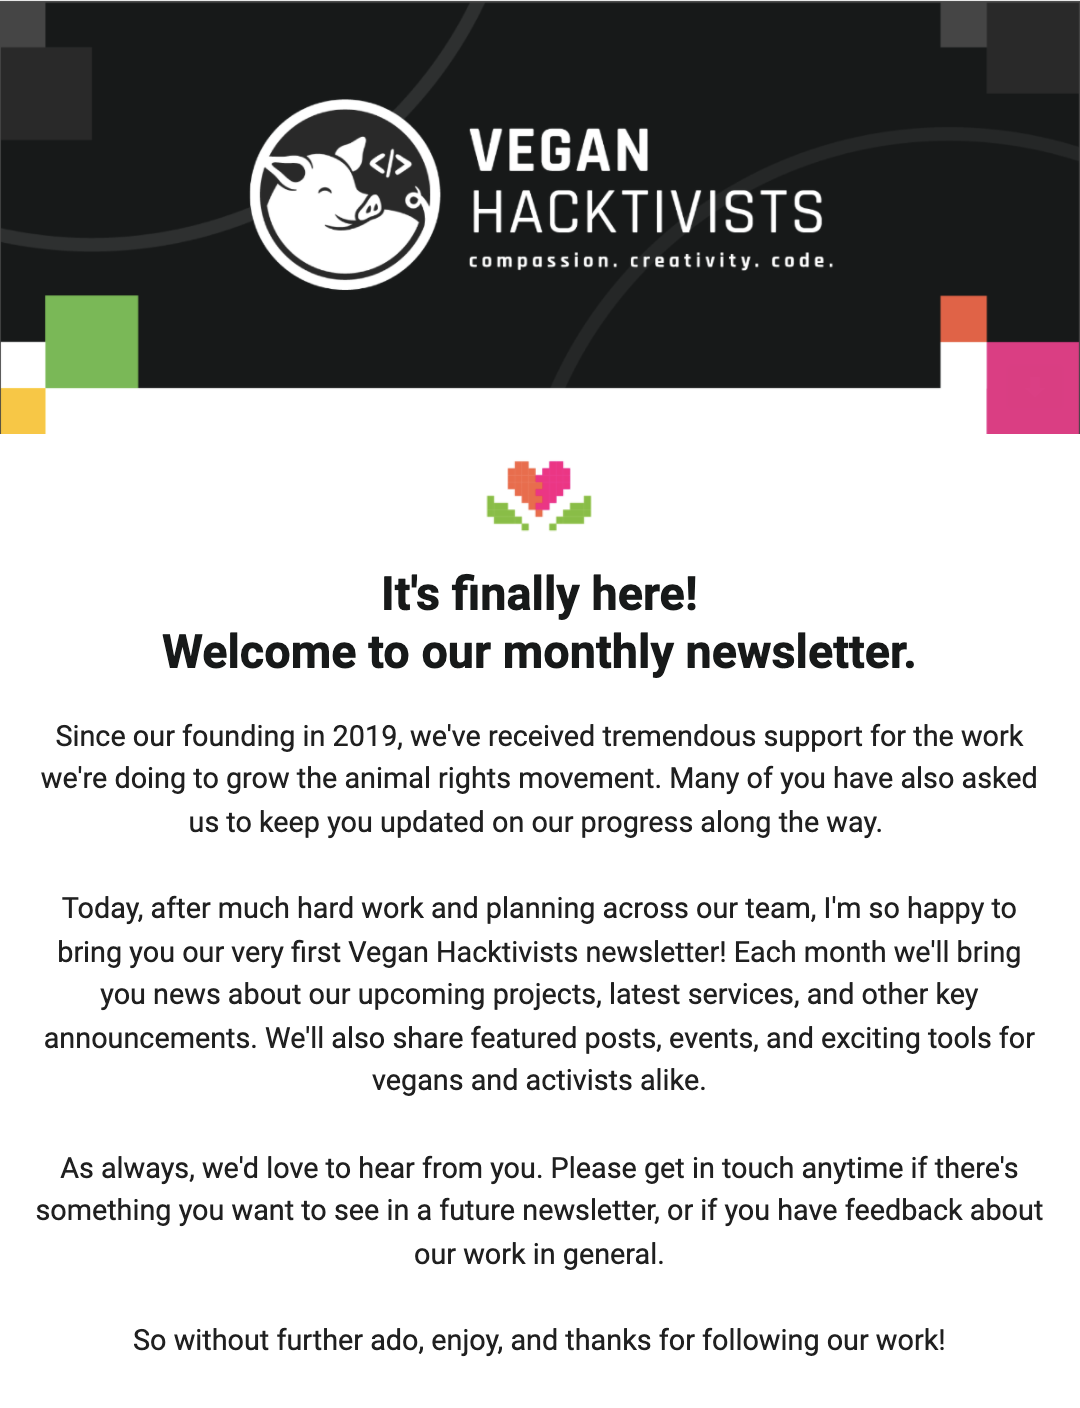 </>
VEGAN
HACKTIVISTS
compassion. creativity. code.
It's finally here!
Welcome to our monthly newsletter.
Since our founding in 2019, we've received tremendous support for the work
we're doing to grow the animal rights movement. Many of you have also asked
us to keep you updated on our progress along the way.
Today, after much hard work and planning across our team, I'm so happy to
bring you our very first Vegan Hacktivists newsletter! Each month we'll bring
you news about our upcoming projects, latest services, and other key
announcements. We'll also share featured posts, events, and exciting tools for
vegans and activists alike.
As always, we'd love to hear from you. Please get in touch anytime if there's
something you want to see in a future newsletter, or if you have feedback about
our work in general.
So without further ado, enjoy, and thanks for following our work!